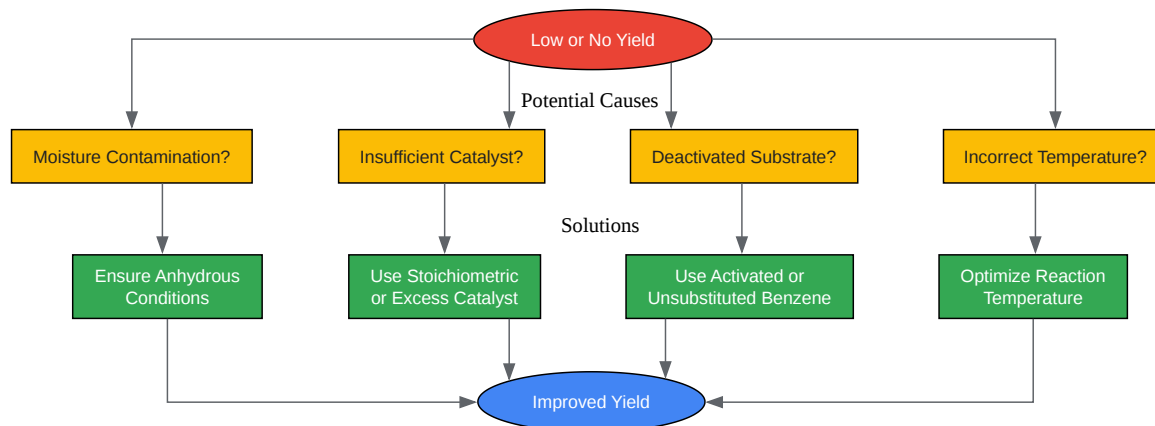 Low or No Yield
Potential Causes
Moisture Contamination?
Insufficient Catalyst?
Deactivated Substrate?
Incorrect Temperature?
Solutions
Ensure Anhydrous
Conditions
Use Stoichiometric
or Excess Catalyst
Use Activated or
Unsubstituted Benzene
Optimize Reaction
Temperature
Improved Yield